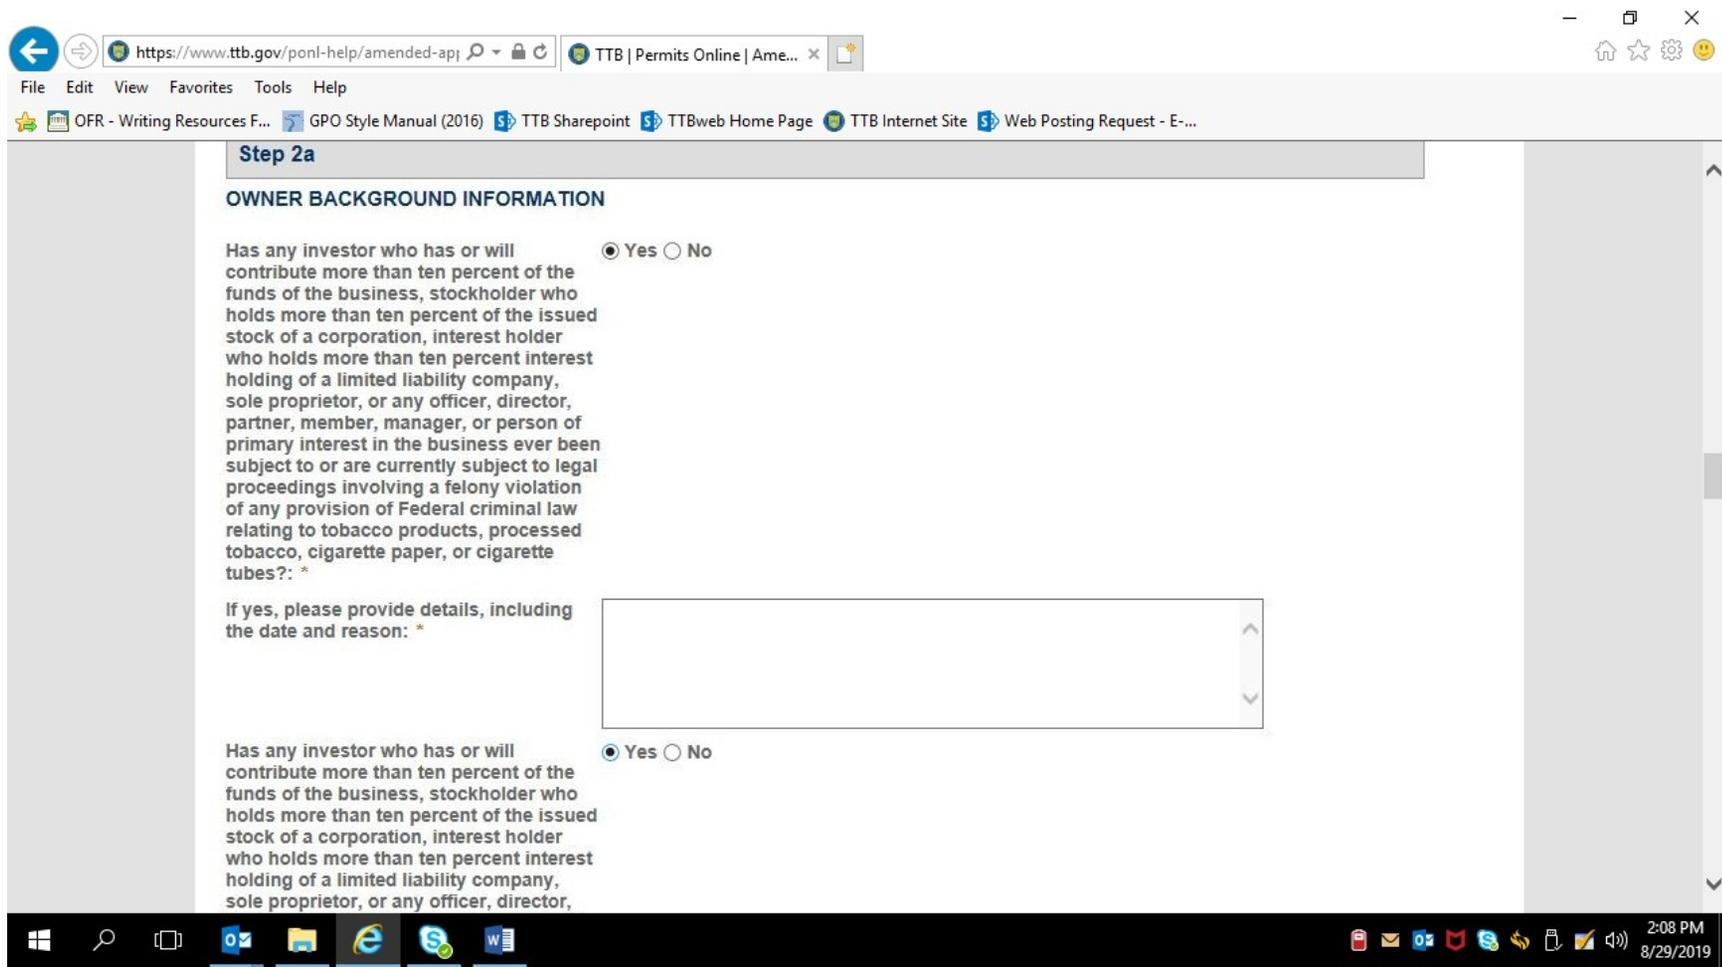 https://www.ttb.gov/ponl-help/amended-ap
TTB | Permits Online | Ame...
File Edit View Favorites Tools Help
OFR - Writing Resources F... GPO Style Manual (2016) TTB Sharepoint TTBweb Home Page TTB Internet Site Web Posting Request - E-...
Step 2a
OWNER BACKGROUND INFORMATION
Has any investor who has or will Yes No
contribute more than ten percent of the
funds of the business, stockholder who
holds more than ten percent of the issued
stock of a corporation, interest holder
who holds more than ten percent interest
holding of a limited liability company,
sole proprietor, or any officer, director,
partner, member, manager, or person of
primary interest in the business ever been
subject to or are currently subject to legal
proceedings involving a felony violation
of any provision of Federal criminal law
relating to tobacco products, processed
tobacco, cigarette paper, or cigarette
tubes?: *
If yes, please provide details, including
the date and reason: *
Has any investor who has or will Yes No
contribute more than ten percent of the
funds of the business, stockholder who
holds more than ten percent of the issued
stock of a corporation, interest holder
who holds more than ten percent interest
holding of a limited liability company,
sole proprietor, or any officer, director,
2:08 PM
8/29/2019